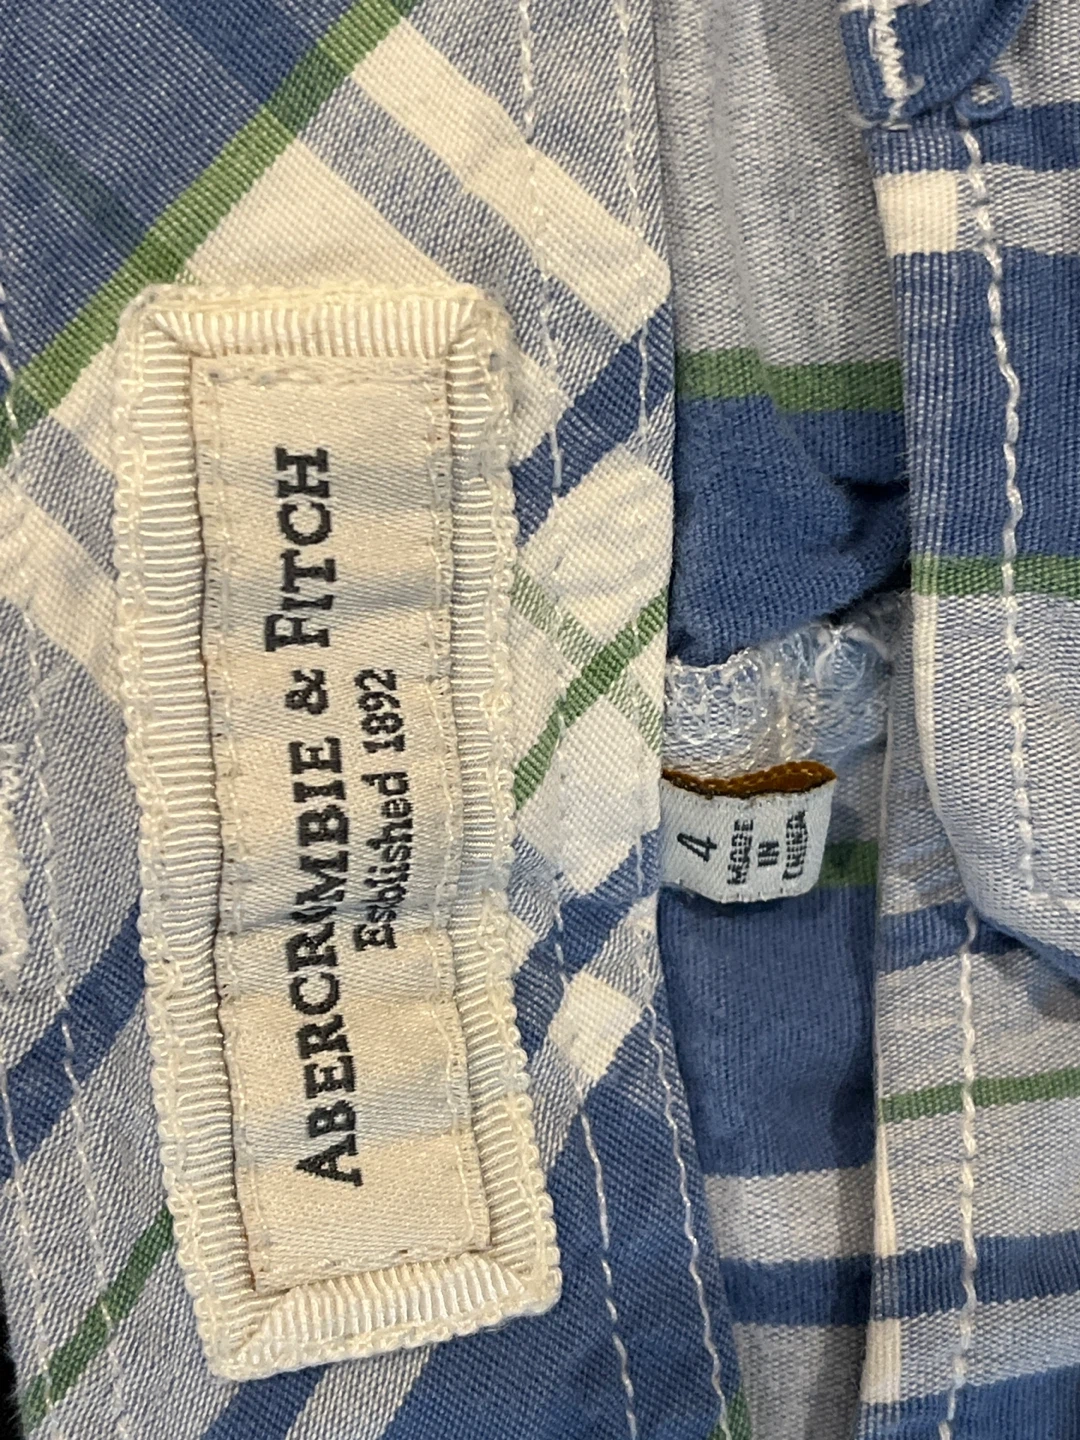 ABERCROMBIE & FITCH
Established 1892
4
MADE
IN
CHINA